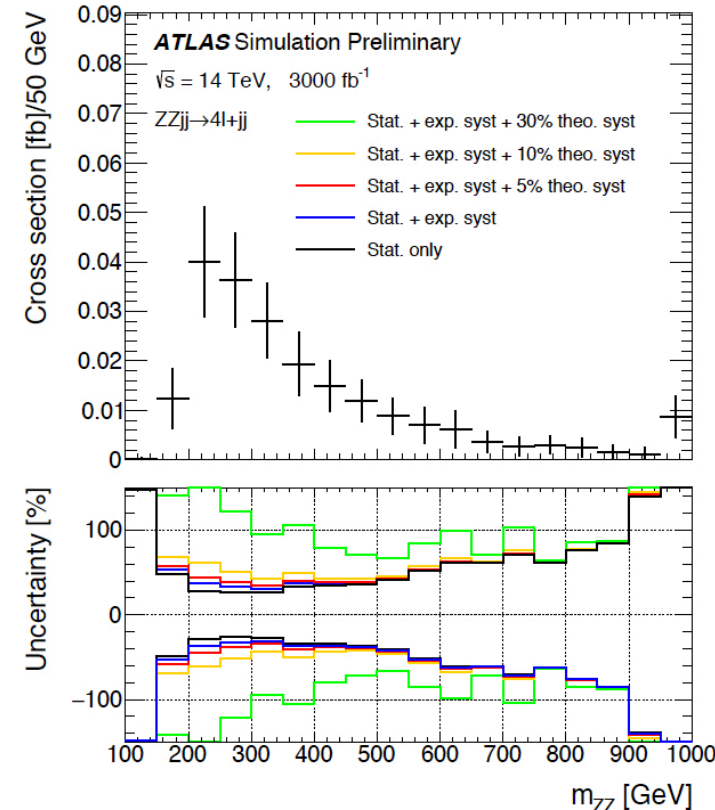 ATLAS Simulation Preliminary
√s = 14 TeV, 3000 fb⁻¹
ZZjj→4l+jj
Stat. + exp. syst + 30% theo. syst
Stat. + exp. syst + 10% theo. syst
Stat. + exp. syst + 5% theo. syst
Stat. + exp. syst
Stat. only
Cross section [fb]/50 GeV
0.09
0.08
0.07
0.06
0.05
0.04
0.03
0.02
0.01
0
Uncertainty [%]
100
0
−100
100 200 300 400 500 600 700 800 900 1000
m_ZZ [GeV]